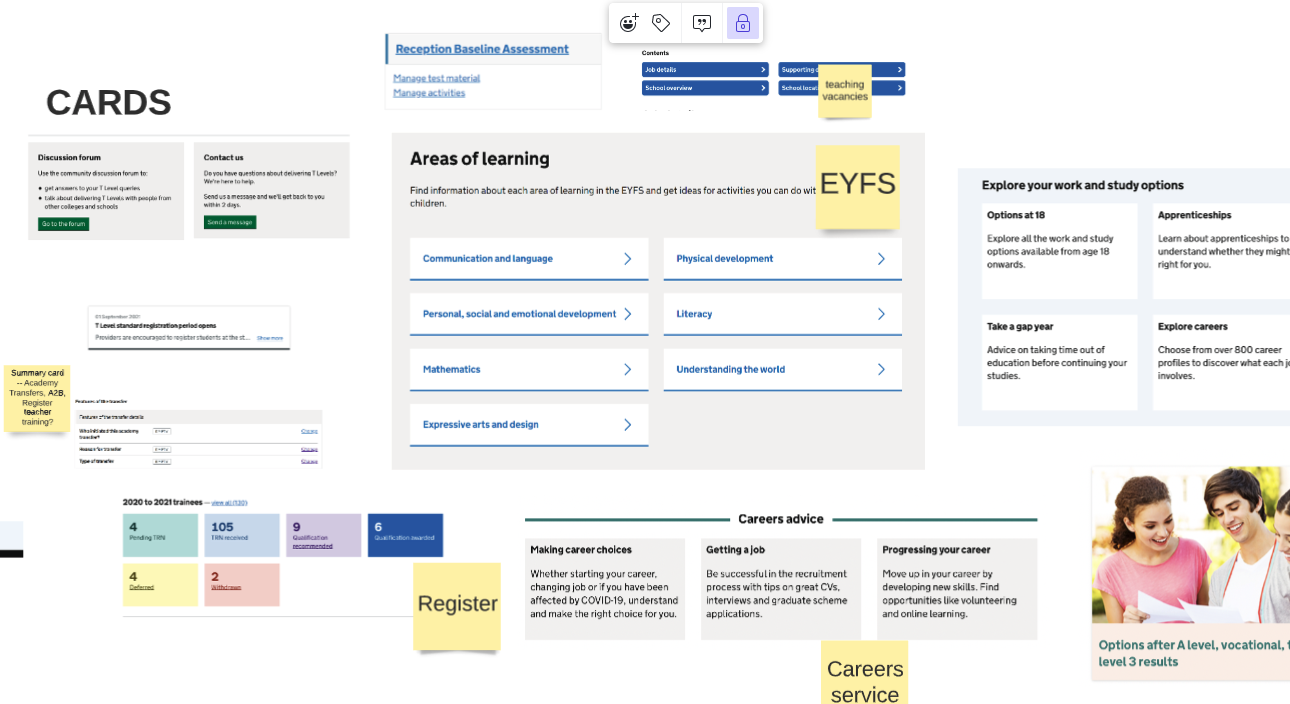 Reception Baseline Assessment
Manage test material
Manage activities
Contents
Job details
Supporting
School overview
School
teaching
vacancies
CARDS
Discussion forum
Use the community discussion forum to:
get answers to your T Level queries
talk about delivering T Levels with people from
other colleges and schools
Go to the forum
Contact us
Do you have questions about delivering T Levels?
We're here to help.
Send us a message and we'll get back to you
within 2 days.
Send a message
Areas of learning
Find information about each area of learning in the EYFS and get ideas for activities you can do
children.
EYFS
Communication and language
Physical development
Personal, social and emotional development
Literacy
Mathematics
Understanding the world
Expressive arts and design
Explore your work and study options
Options at 18
Explore all the work and study
options available from age 18
onwards.
Apprenticeships
Learn about apprenticeships to
understand whether they might
right for you.
Take a gap year
Advice on taking time out of
education before continuing your
studies.
Explore careers
Choose from over 800 career
profiles to discover what each
involves.
01 September 2021
T Level standard registration period opens
Providers are encouraged to register students at the st...
Show more
Summary card
-- Academy
Transfers, A2B,
Register
teacher
training?
Features of the transfer
Features of the transfer details
Who initiated this academy
transfer?
EMPTY
Change
Reason for transfer
EMPTY
Change
Type of transfer
EMPTY
Change
2020 to 2021 trainees — view all (130)
4
Pending TRN
105
TRN received
9
Qualification
recommended
6
Qualification awarded
4
Deferred
2
Withdrawn
Register
Careers advice
Making career choices
Whether starting your career,
changing job or if you have been
affected by COVID-19, understand
and make the right choice for you.
Getting a job
Be successful in the recruitment
process with tips on great CVs,
interviews and graduate scheme
applications.
Progressing your career
Move up in your career by
developing new skills. Find
opportunities like volunteering
and online learning.
Careers
service
Options after A level, vocational,
level 3 results